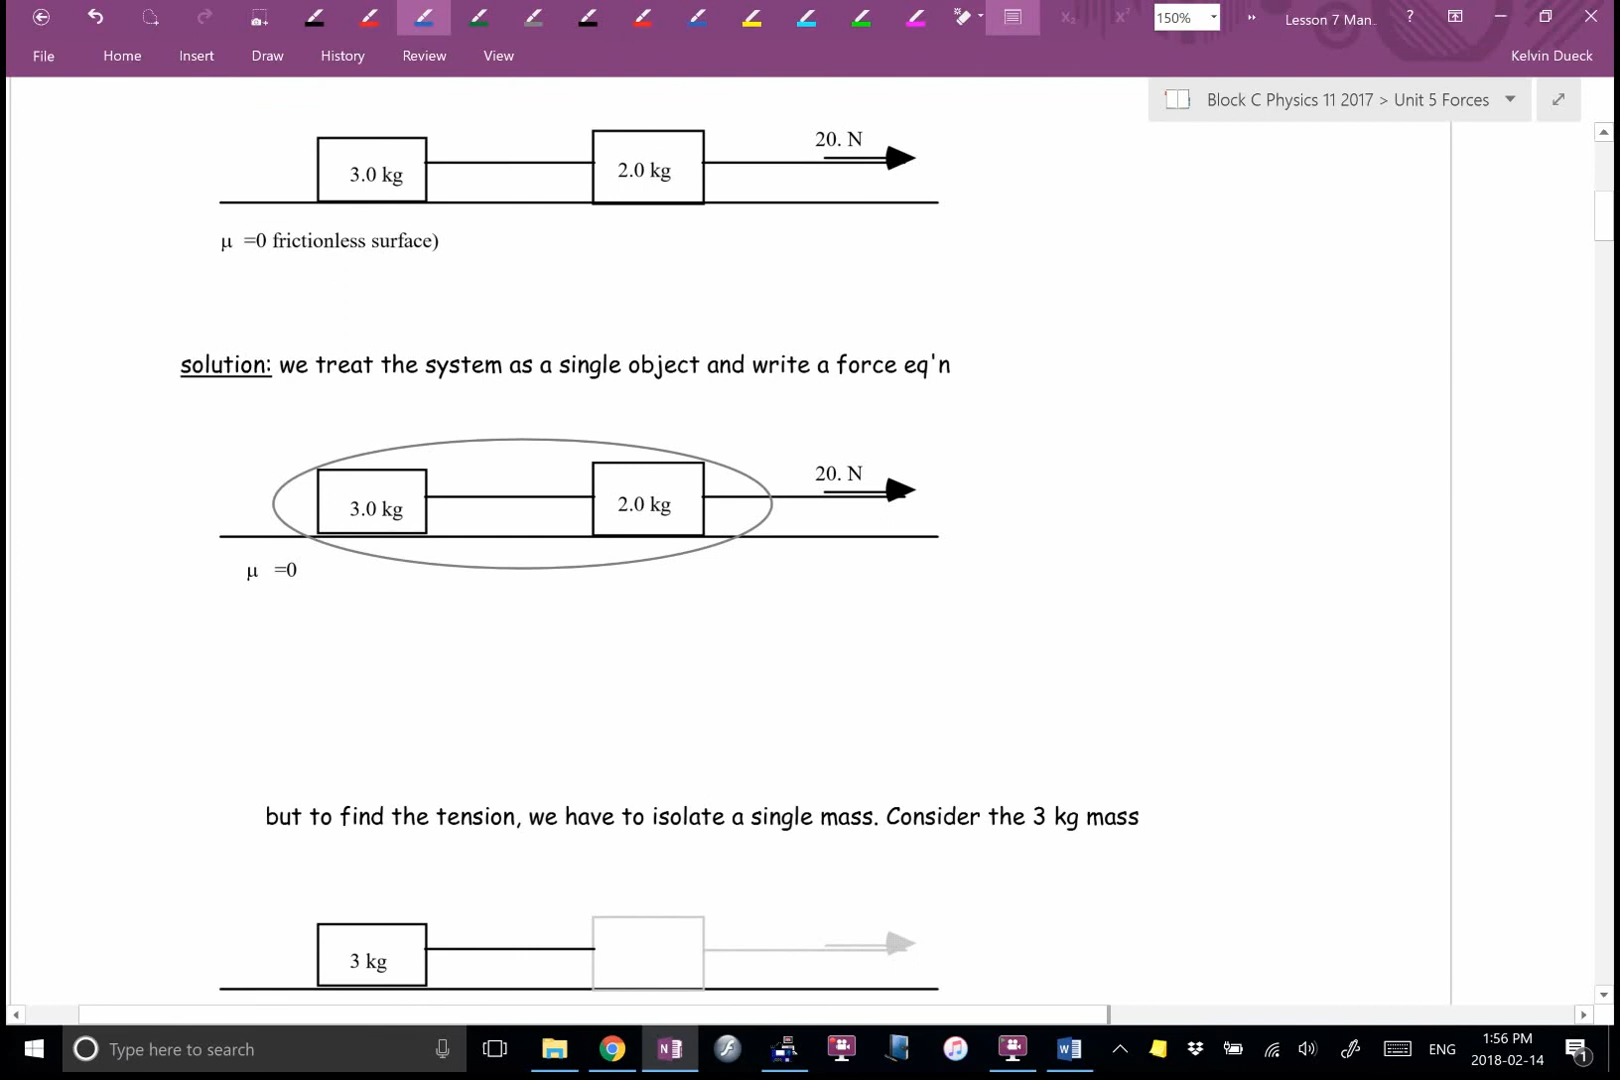 150%
Lesson 7 Man..
?
File
Home
Insert
Draw
History
Review
View
Kelvin Dueck
Block C Physics 11 2017 > Unit 5 Forces
20. N
3.0 kg
2.0 kg
μ =0 frictionless surface)
solution: we treat the system as a single object and write a force eq'n
20. N
3.0 kg
2.0 kg
μ =0
but to find the tension, we have to isolate a single mass. Consider the 3 kg mass
3 kg
Type here to search
ENG
1:56 PM
2018-02-14
1